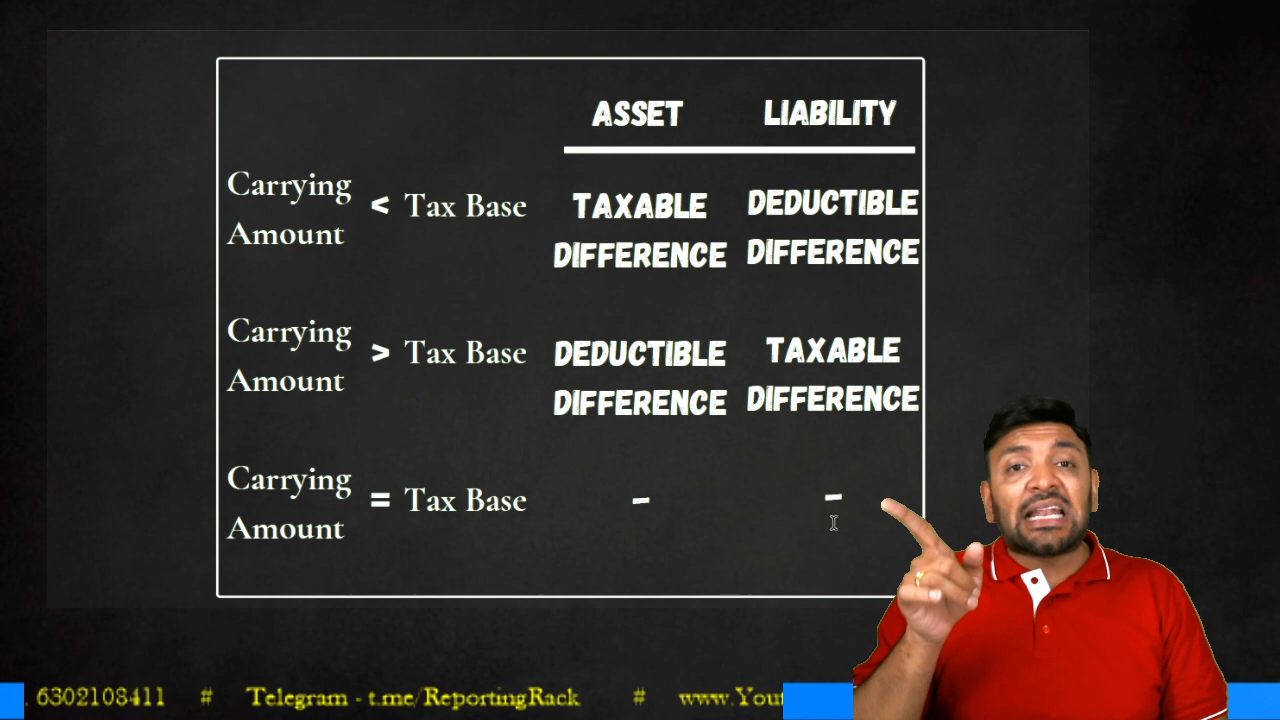 ASSET LIABILITY
Carrying
Amount < Tax Base TAXABLE DIFFERENCE DEDUCTIBLE DIFFERENCE
Carrying
Amount > Tax Base DEDUCTIBLE DIFFERENCE TAXABLE DIFFERENCE
Carrying
Amount = Tax Base - -
. 6302108411 # Telegram - t.me/ReportingRack # www.You